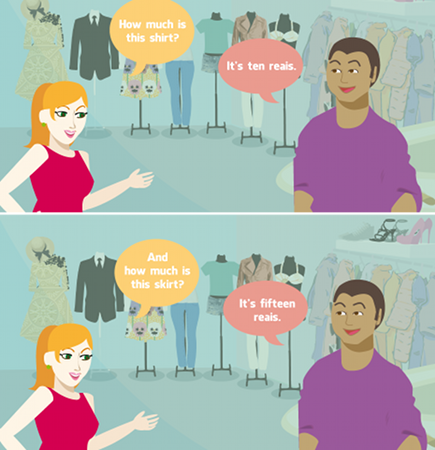 How much is
this shirt?
It's ten reais.
And
how much is
this skirt?
It's fifteen
reais.